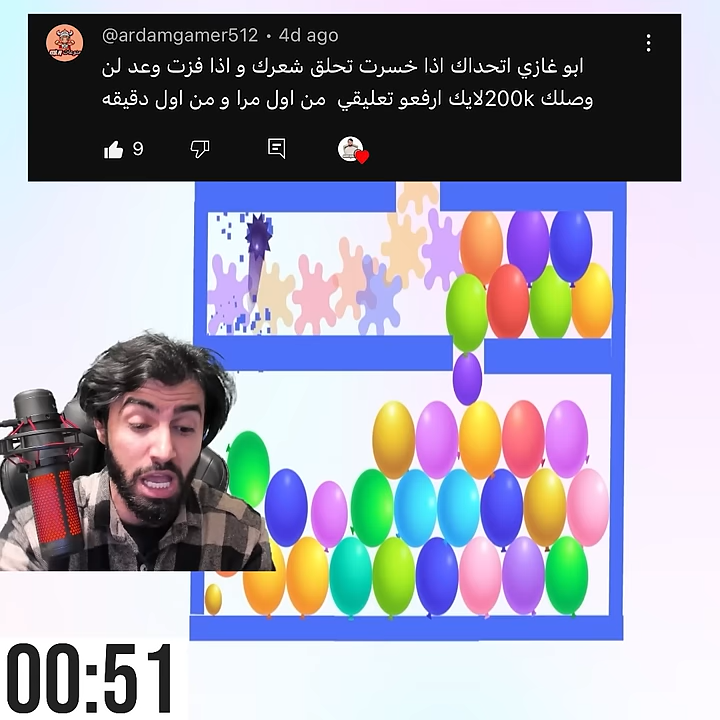 @ardamgamer512 • 4d ago
ابو غازي اتحداك اذا خسرت تحلق شعرك و اذا فزت وعد لن
وصلك 200kلايك ارفعو تعليقي من اول مرا و من اول دقيقه
9
00:51